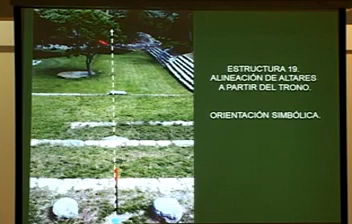 ESTRUCTURA 19.
ALINEACIÓN DE ALTARES
A PARTIR DEL TRONO.
ORIENTACIÓN SIMBÓLICA.